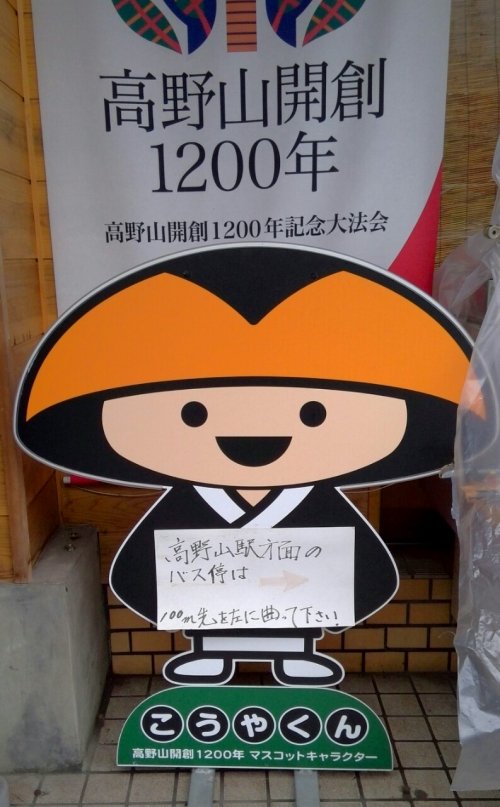 高野山開創
1200年
高野山開創1200年記念大法会
高野山駅方面の
バス停は
100m先を左に曲って下さい
こうやくん
高野山開創1200年 マスコットキャラクター